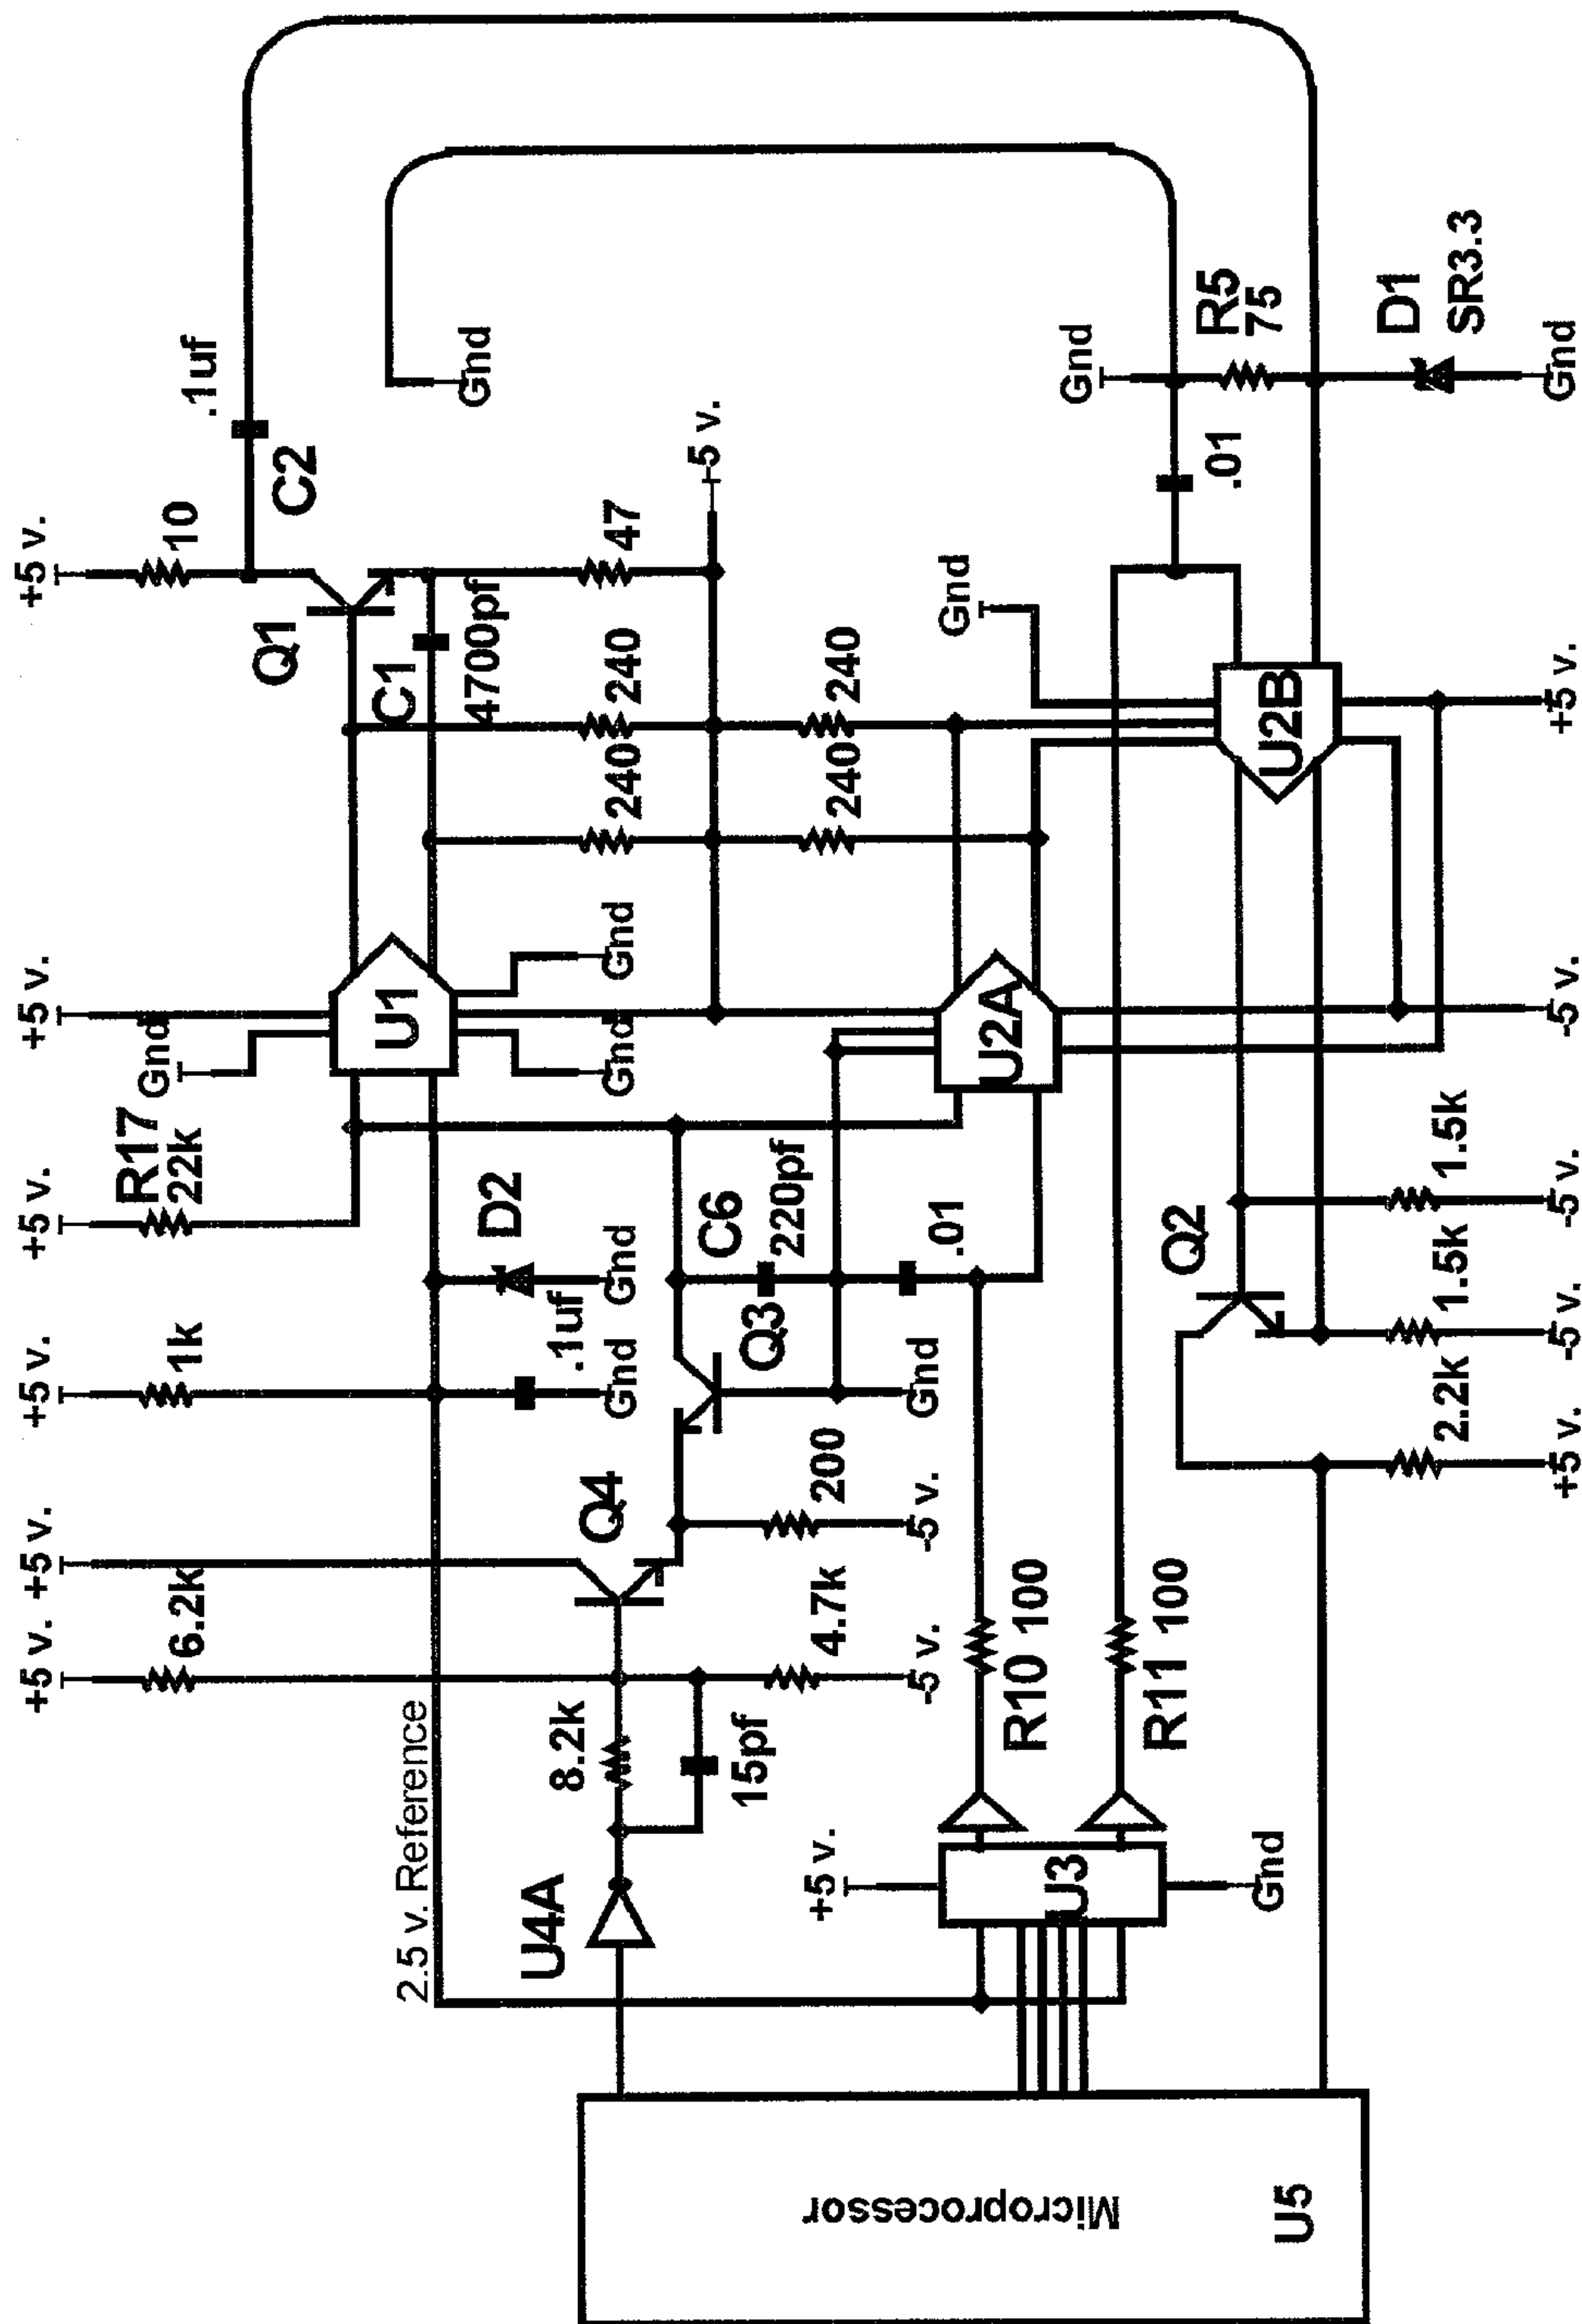 +5 v.
+5 v.
+5 v.
+5 v.
+5 v.
+5 v.
R17
Gnd
6.2k
1k
22k
10
.1uf
Q1
C2
2.5 v. Reference
U1
C1
Gnd
4700pf
D2
U4A
8.2k
.1uf
Q4
Gnd
Gnd
Gnd
Gnd
240
240
47
-5 v.
C6
15pf
Q3
220pf
+5 v.
4.7k
200
240
240
-5 v.
-5 v.
Gnd
.01
Gnd
Microprocessor
U2A
R10 100
U3
Gnd
R11 100
Q2
R5
75
.01
Gnd
U2B
U5
D1
2.2k
1.5k
1.5k
SR3.3
+5 v.
-5 v.
-5 v.
-5 v.
+5 v.
Gnd